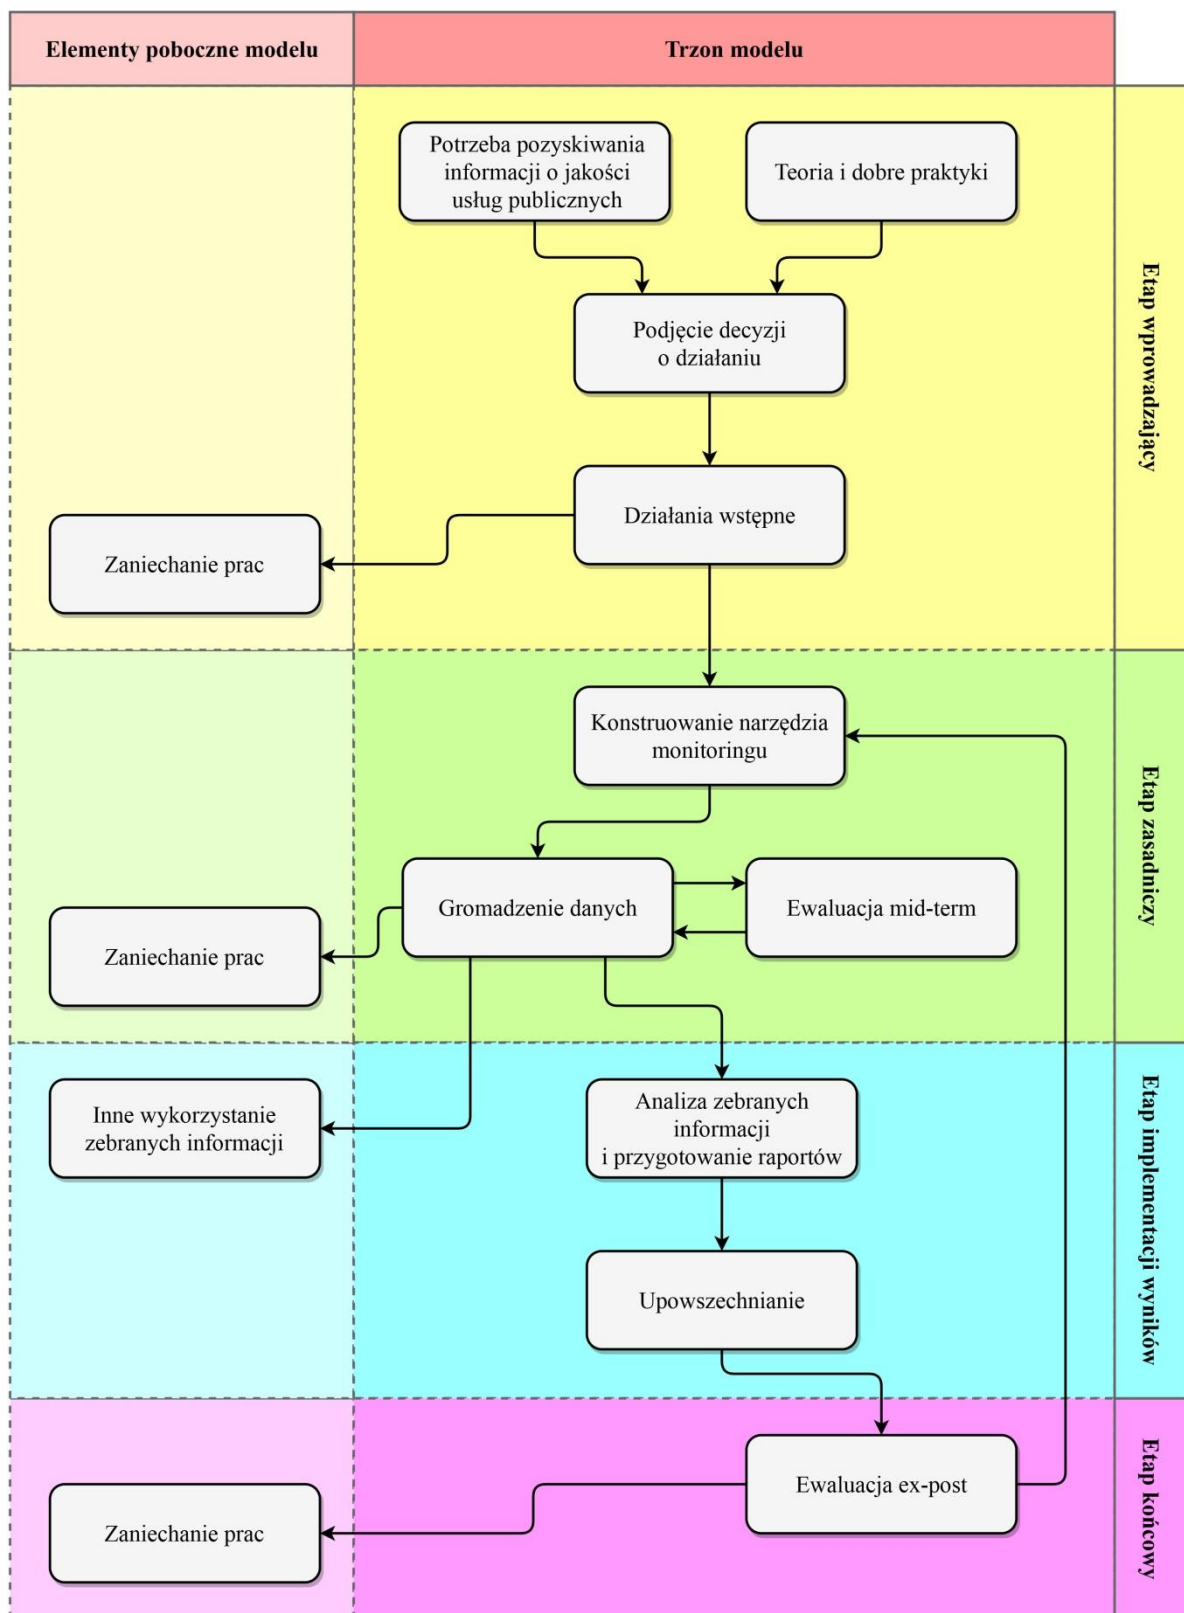 Elementy poboczne modelu
Trzon modelu
Etap wprowadzający
Potrzeba pozyskiwania
informacji o jakości
usług publicznych
Teoria i dobre praktyki
Podjęcie decyzji
o działaniu
Działania wstępne
Zaniechanie prac
Etap zasadniczy
Konstruowanie narzędzia
monitoringu
Gromadzenie danych
Ewaluacja mid-term
Zaniechanie prac
Etap implementacji wyników
Inne wykorzystanie
zebranych informacji
Analiza zebranych
informacji
i przygotowanie raportów
Upowszechnianie
Etap końcowy
Ewaluacja ex-post
Zaniechanie prac